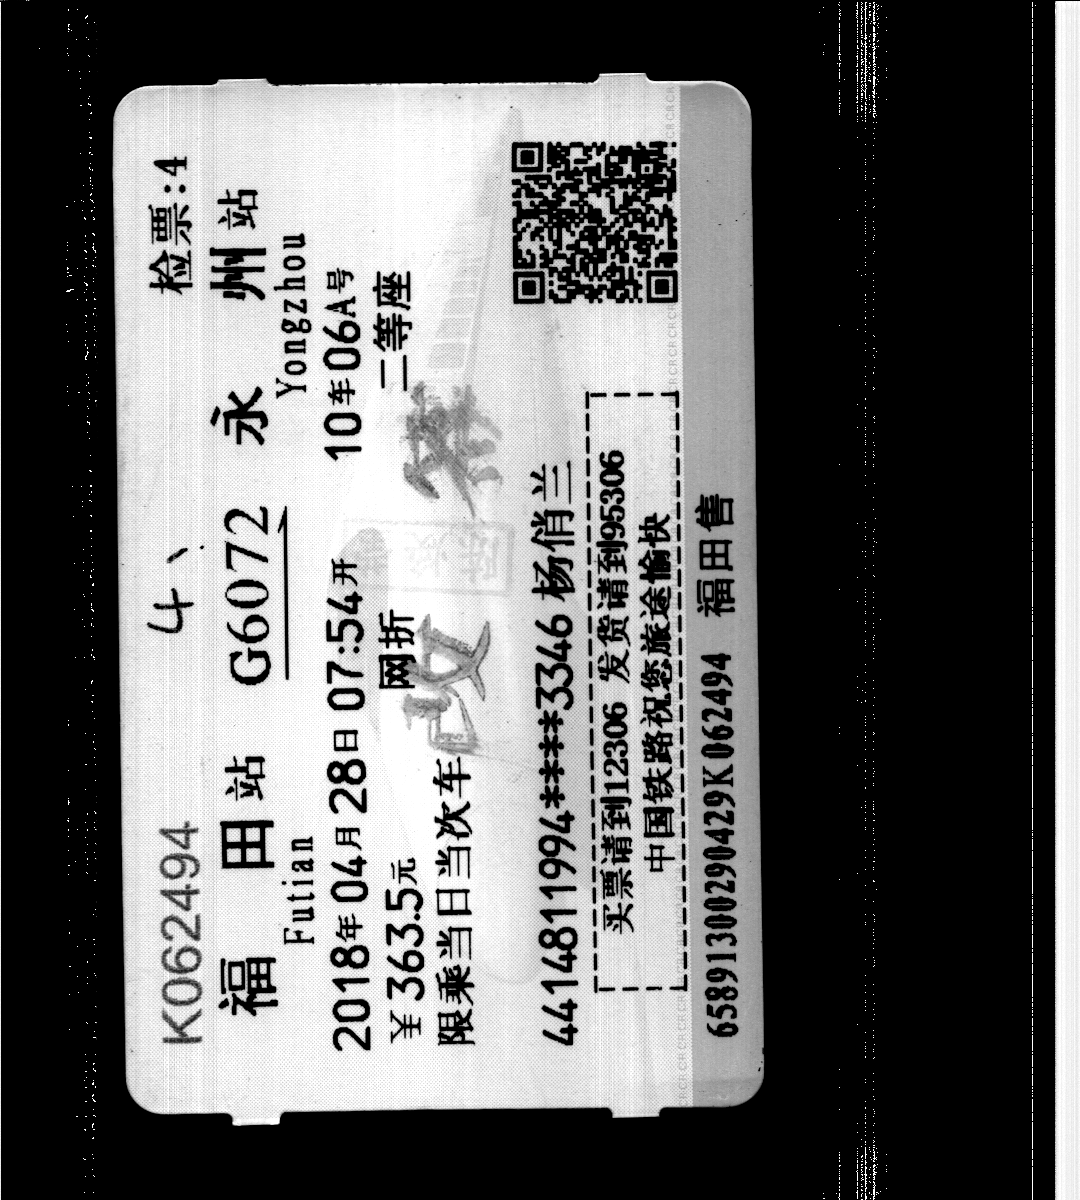 K062494 4、 检票:4
福田站 G6072 永州站
Futian Yongzhou
2018年04月28日07:54开 10车06A号
￥363.5元 网折 二等座
限乘当日当次车
4414811994****3346杨俏兰
买票请到12306 发货请到95306
中国铁路祝您旅途愉快
65891300290429K062494 福田售